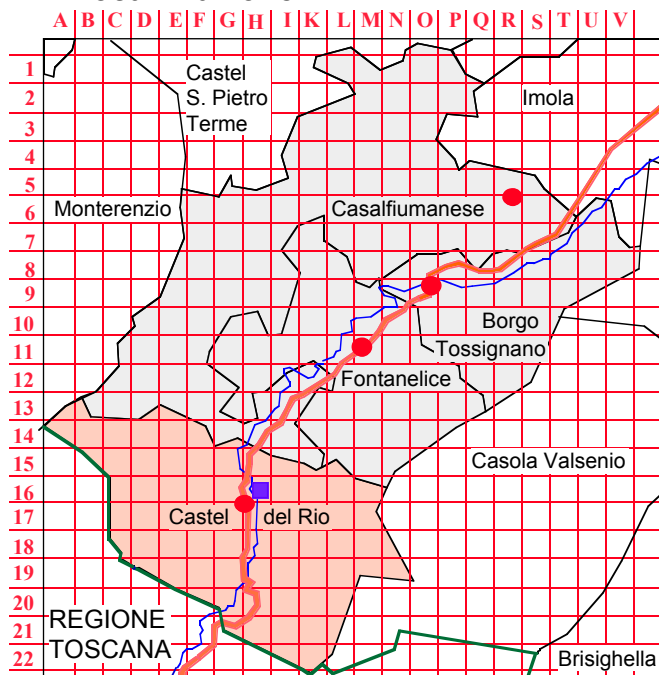 A B C D E F G H I K L M N O P Q R S T U V
1
Castel
S. Pietro
Terme
2
Imola
3
4
5
6
Monterenzio
Casalfiumanese
7
8
9
10
Borgo
Tossignano
11
12
Fontanelice
13
14
15
Casola Valsenio
16
17
Castel del Rio
18
19
20
REGIONE
TOSCANA
21
22
Brisighella